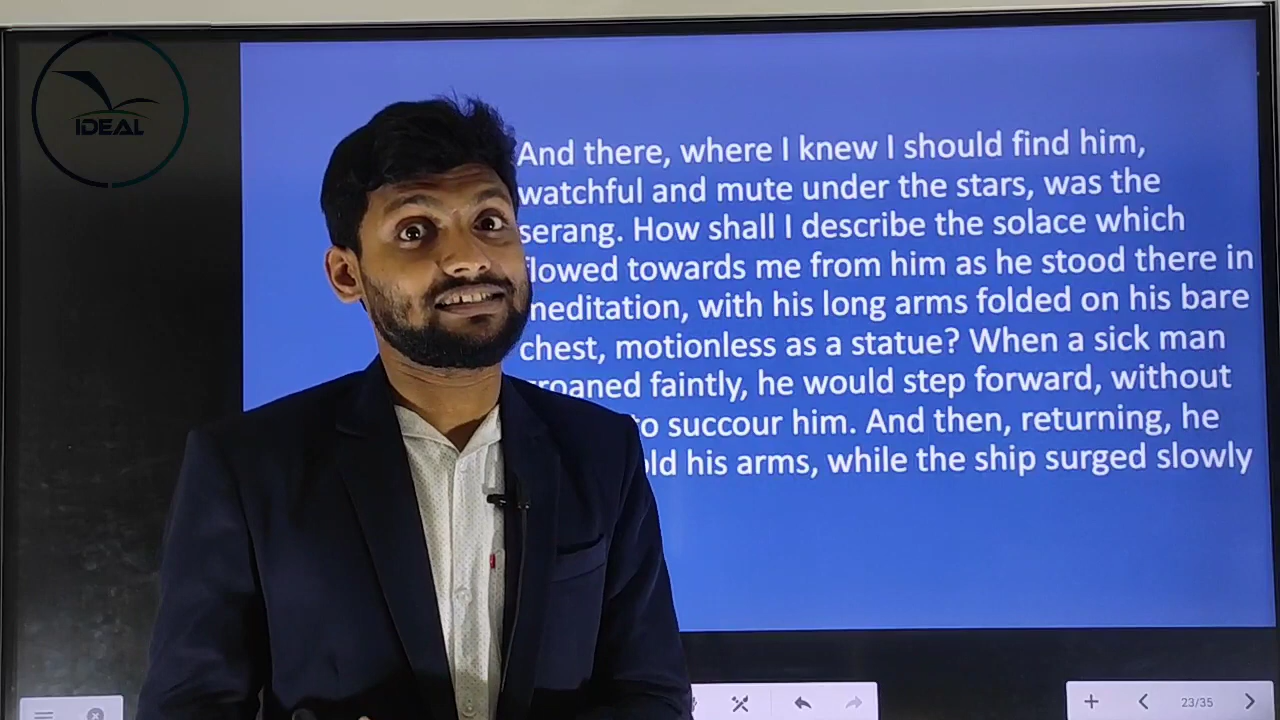 IDEAL
And there, where I knew I should find him,
watchful and mute under the stars, was the
serang. How shall I describe the solace which
flowed towards me from him as he stood there in
meditation, with his long arms folded on his bare
chest, motionless as a statue? When a sick man
groaned faintly, he would step forward, without
to succour him. And then, returning, he
his arms, while the ship surged slowly
23/35